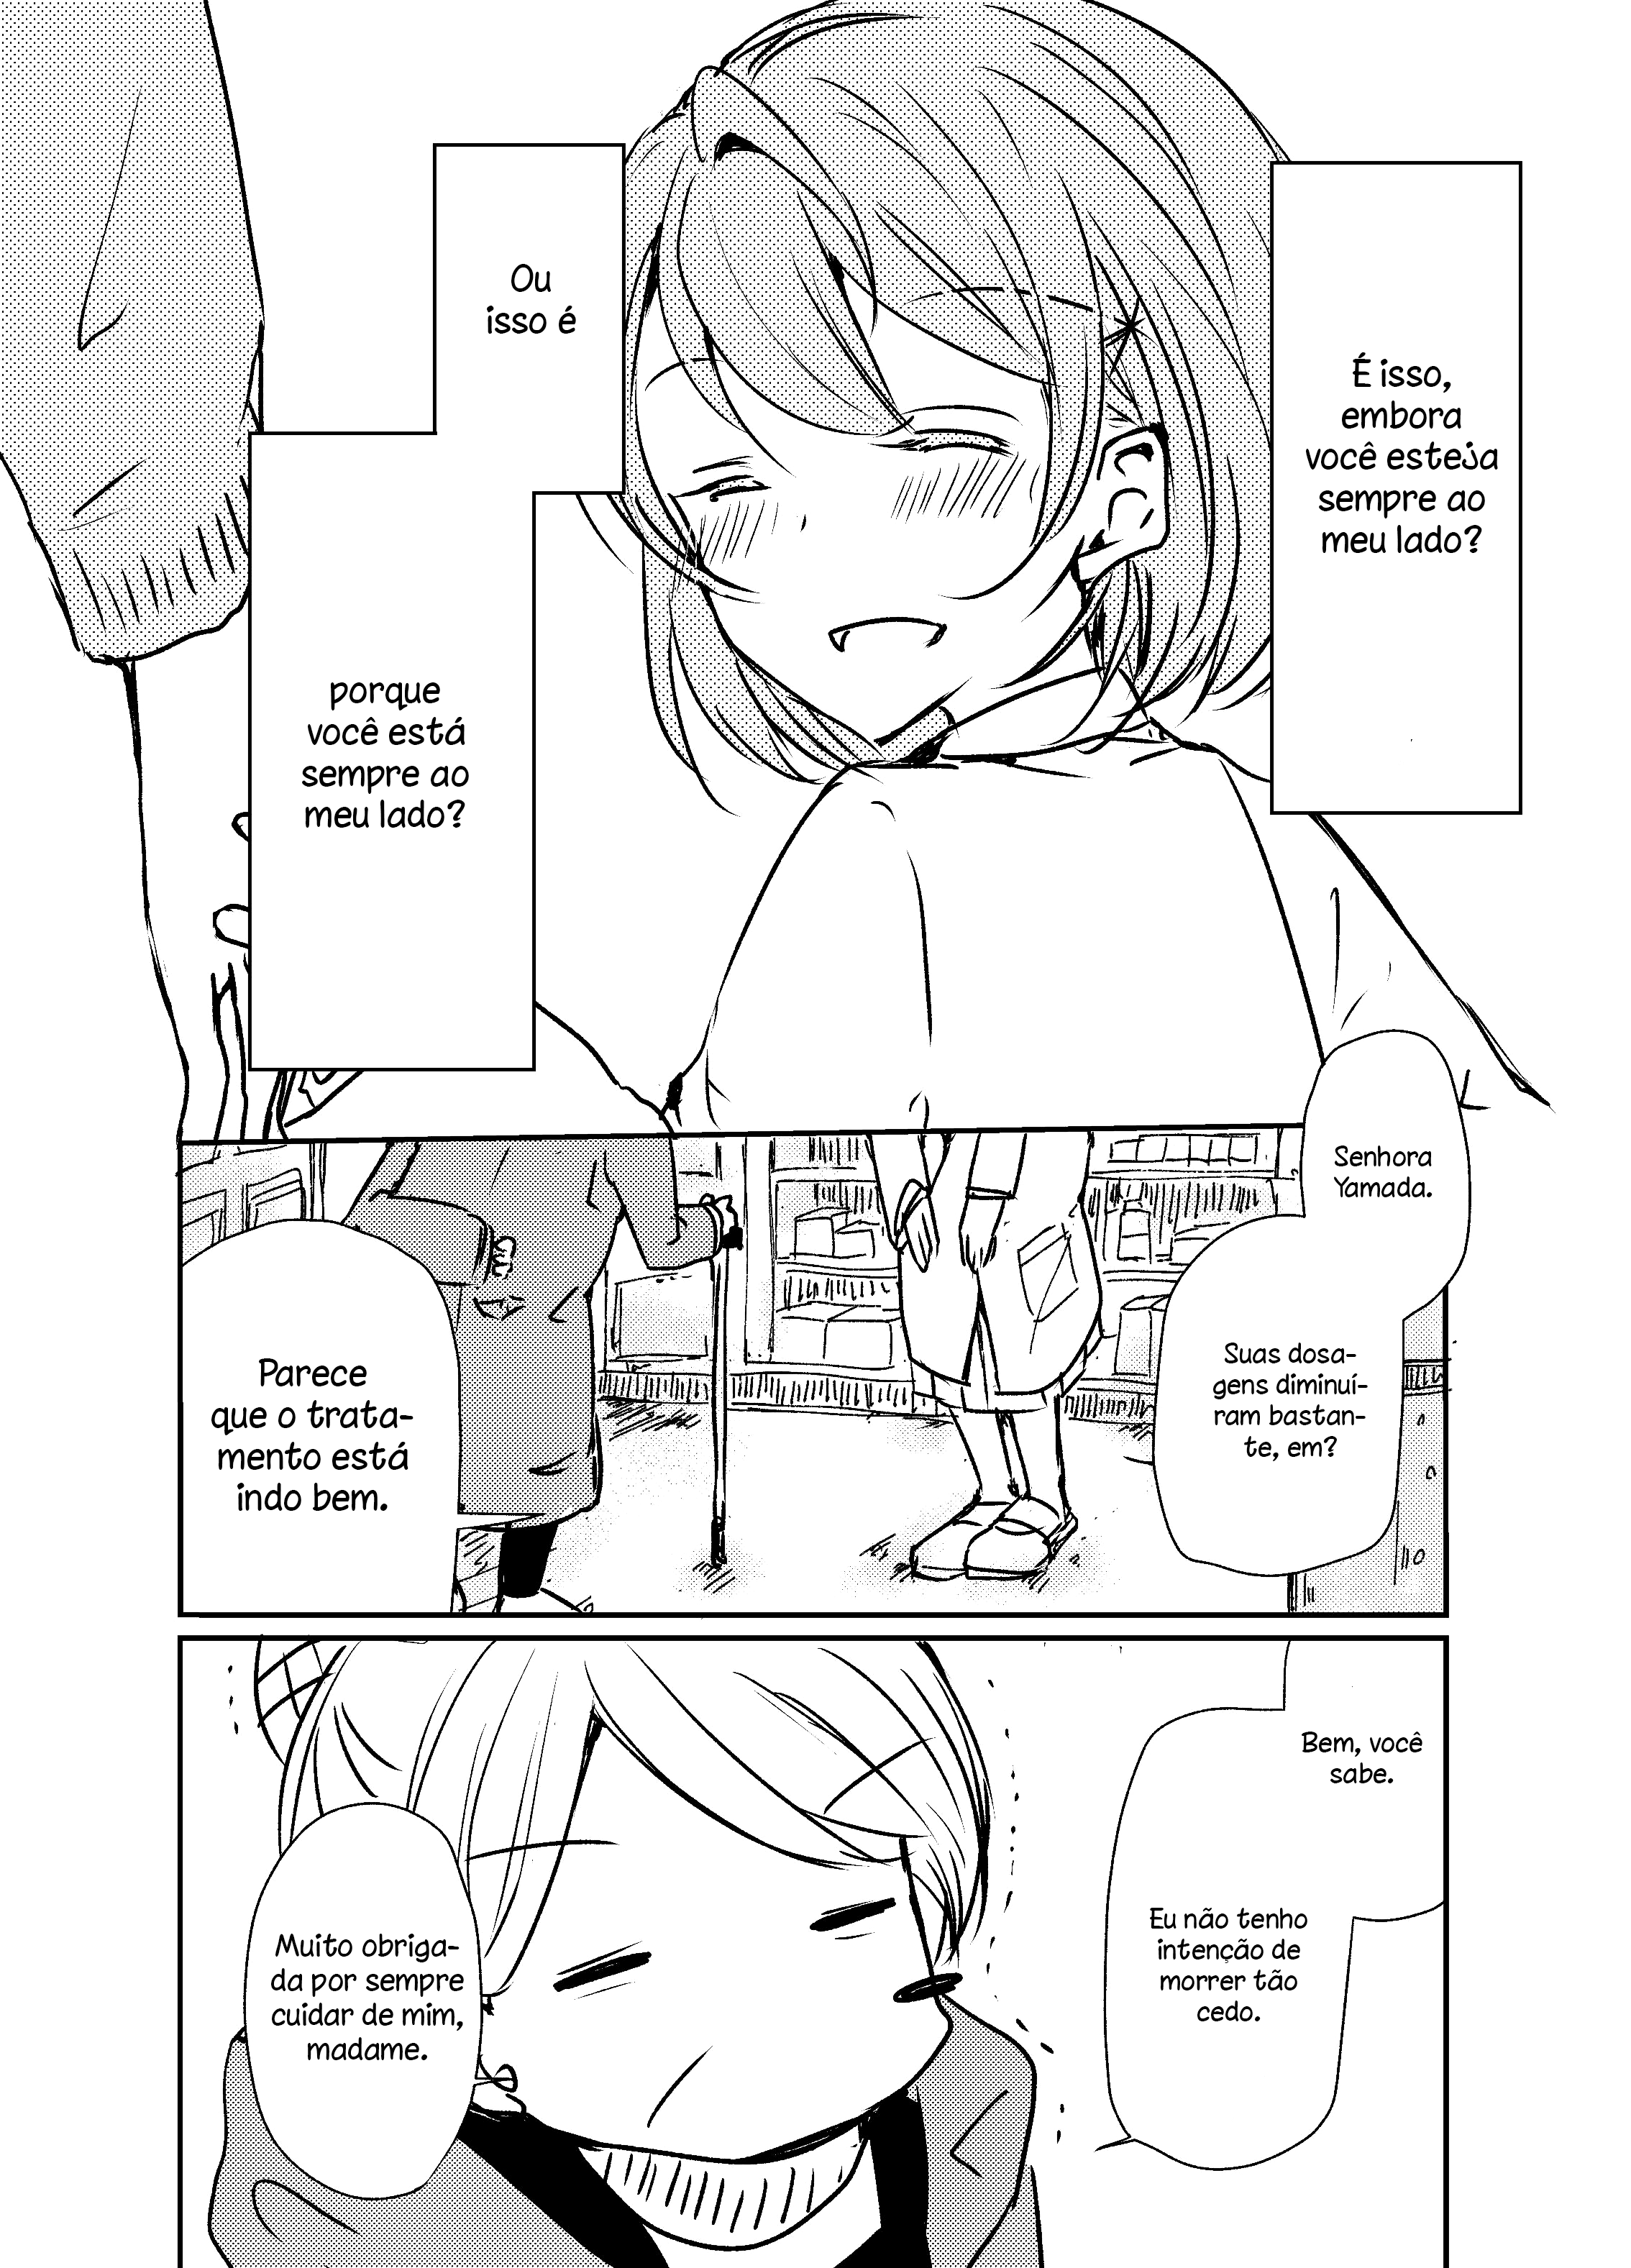 É isso,
embora
você esteja
sempre ao
meu lado?
Ou
isso é
porque
você está
sempre ao
meu lado?
Senhora
Yamada.
Suas dosa-
gens diminuí-
ram bastan-
te, em?
Parece
que o trata-
mento está
indo bem.
Bem, você
sabe.
Eu não tenho
intenção de
morrer tão
cedo.
Muito obriga-
da por sempre
cuidar de mim,
madame.